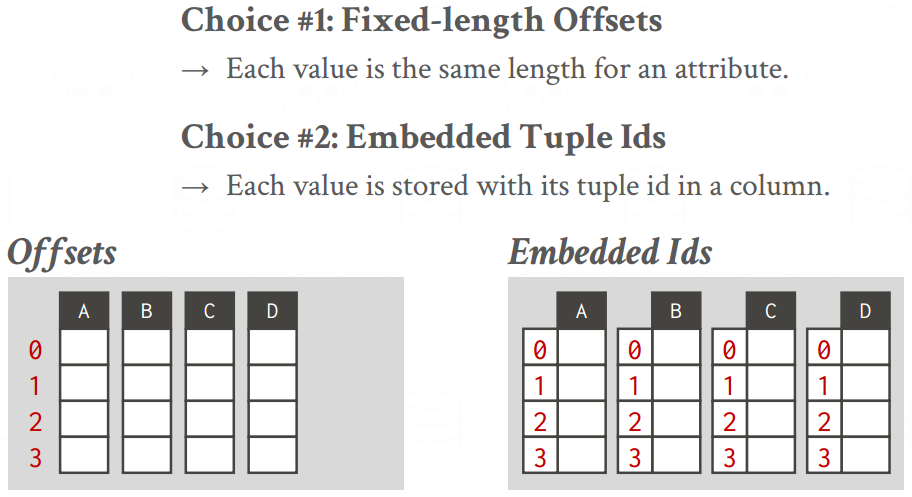 Choice #1: Fixed-length Offsets
→ Each value is the same length for an attribute.
Choice #2: Embedded Tuple Ids
→ Each value is stored with its tuple id in a column.
Offsets
A B C D
0
1
2
3
Embedded Ids
A B C D
0 0 0 0
1 1 1 1
2 2 2 2
3 3 3 3